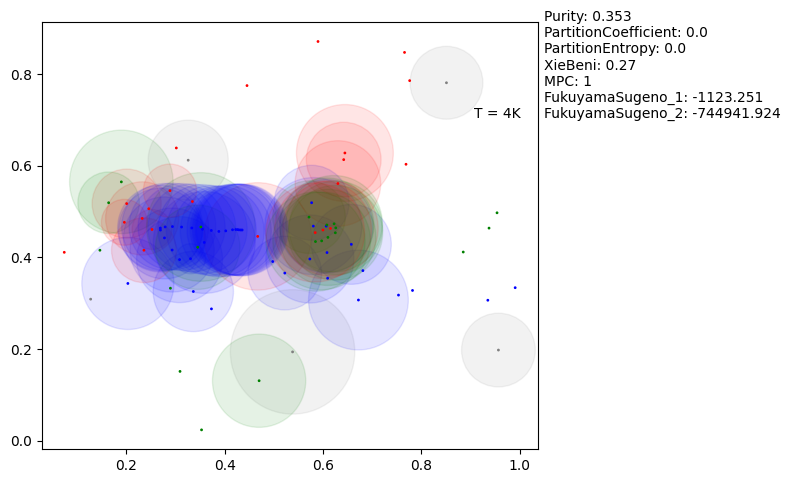 Purity: 0.353
PartitionCoefficient: 0.0
PartitionEntropy: 0.0
XieBeni: 0.27
MPC: 1
FukuyamaSugeno_1: -1123.251
FukuyamaSugeno_2: -744941.924
T = 4K
0.8
0.6
0.4
0.2
0.0
0.2 0.4 0.6 0.8 1.0